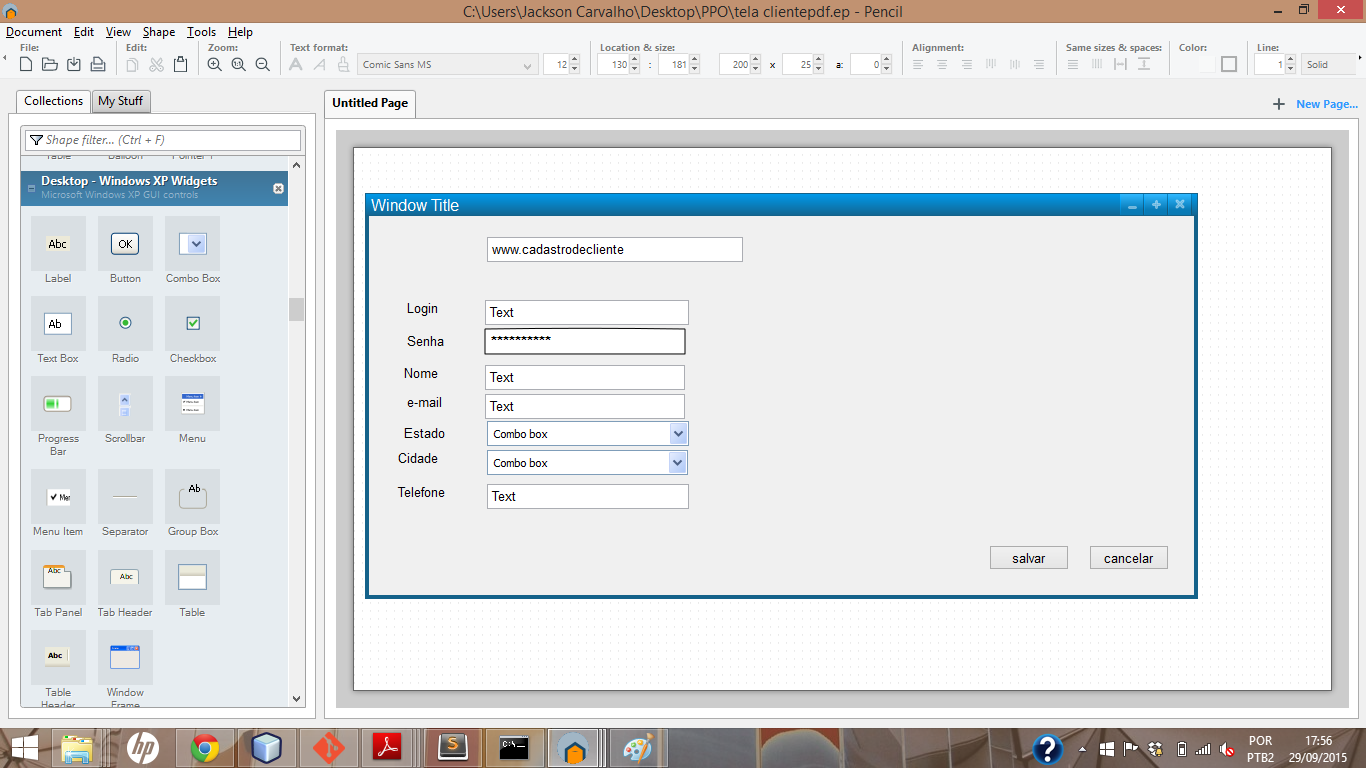 C:\Users\Jackson Carvalho\Desktop\PPO\tela clientepdf.ep - Pencil
Document Edit View Shape Tools Help
File: Edit: Zoom: Text format: Location & size: Alignment: Same sizes & spaces: Color: Line:
Comic Sans MS 12 130 : 181 200 x 25 a: 0 1 Solid
Collections My Stuff
Untitled Page
New Page...
Shape filter... (Ctrl + F)
Table Balloon Pointer 1
Desktop - Windows XP Widgets
Microsoft Windows XP GUI controls
Abc OK
Label Button Combo Box
Ab
Text Box Radio Checkbox
Progress Bar Scrollbar Menu
Ab
Menu Item Separator Group Box
Abc Abc
Tab Panel Tab Header Table
Abc
Table Header Window Frame
Window Title
www.cadastrodecliente
Login Text
Senha **********
Nome Text
e-mail Text
Estado Combo box
Cidade Combo box
Telefone Text
salvar cancelar
POR 17:56
PTB2 29/09/2015